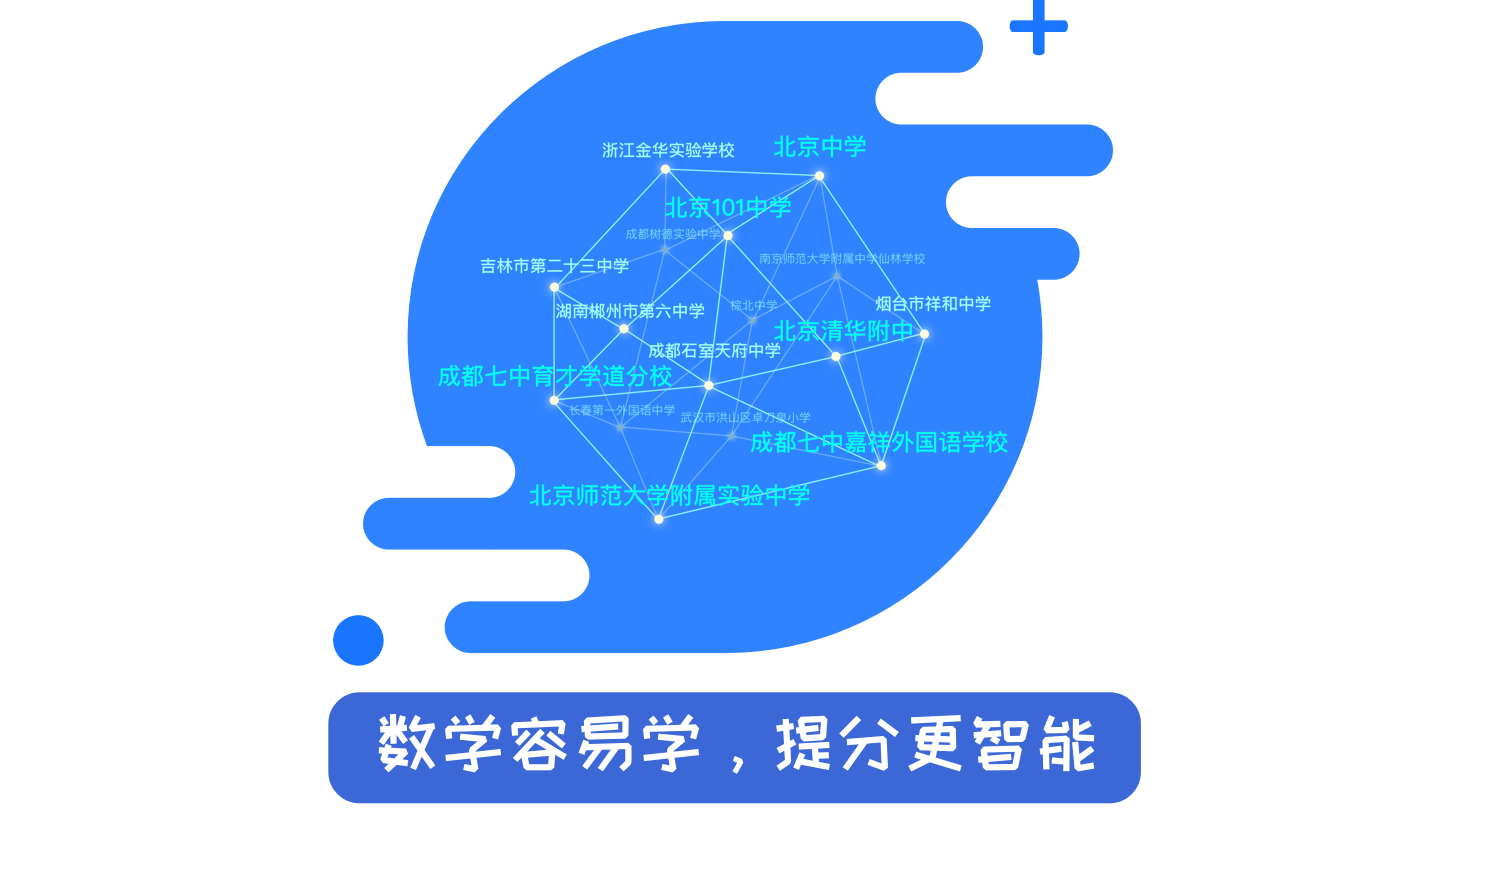 浙江金华实验学校
北京中学
北京101中学
成都树德实验中学
南京师范大学附属中学仙林学校
吉林市第二十三中学
湖南郴州市第六中学
棕北中学
烟台市祥和中学
北京清华附中
成都石室天府中学
成都七中育才学道分校
长春第一外国语中学
武汉市洪山区卓刀泉小学
成都七中嘉祥外国语学校
北京师范大学附属实验中学
数学容易学，提分更智能